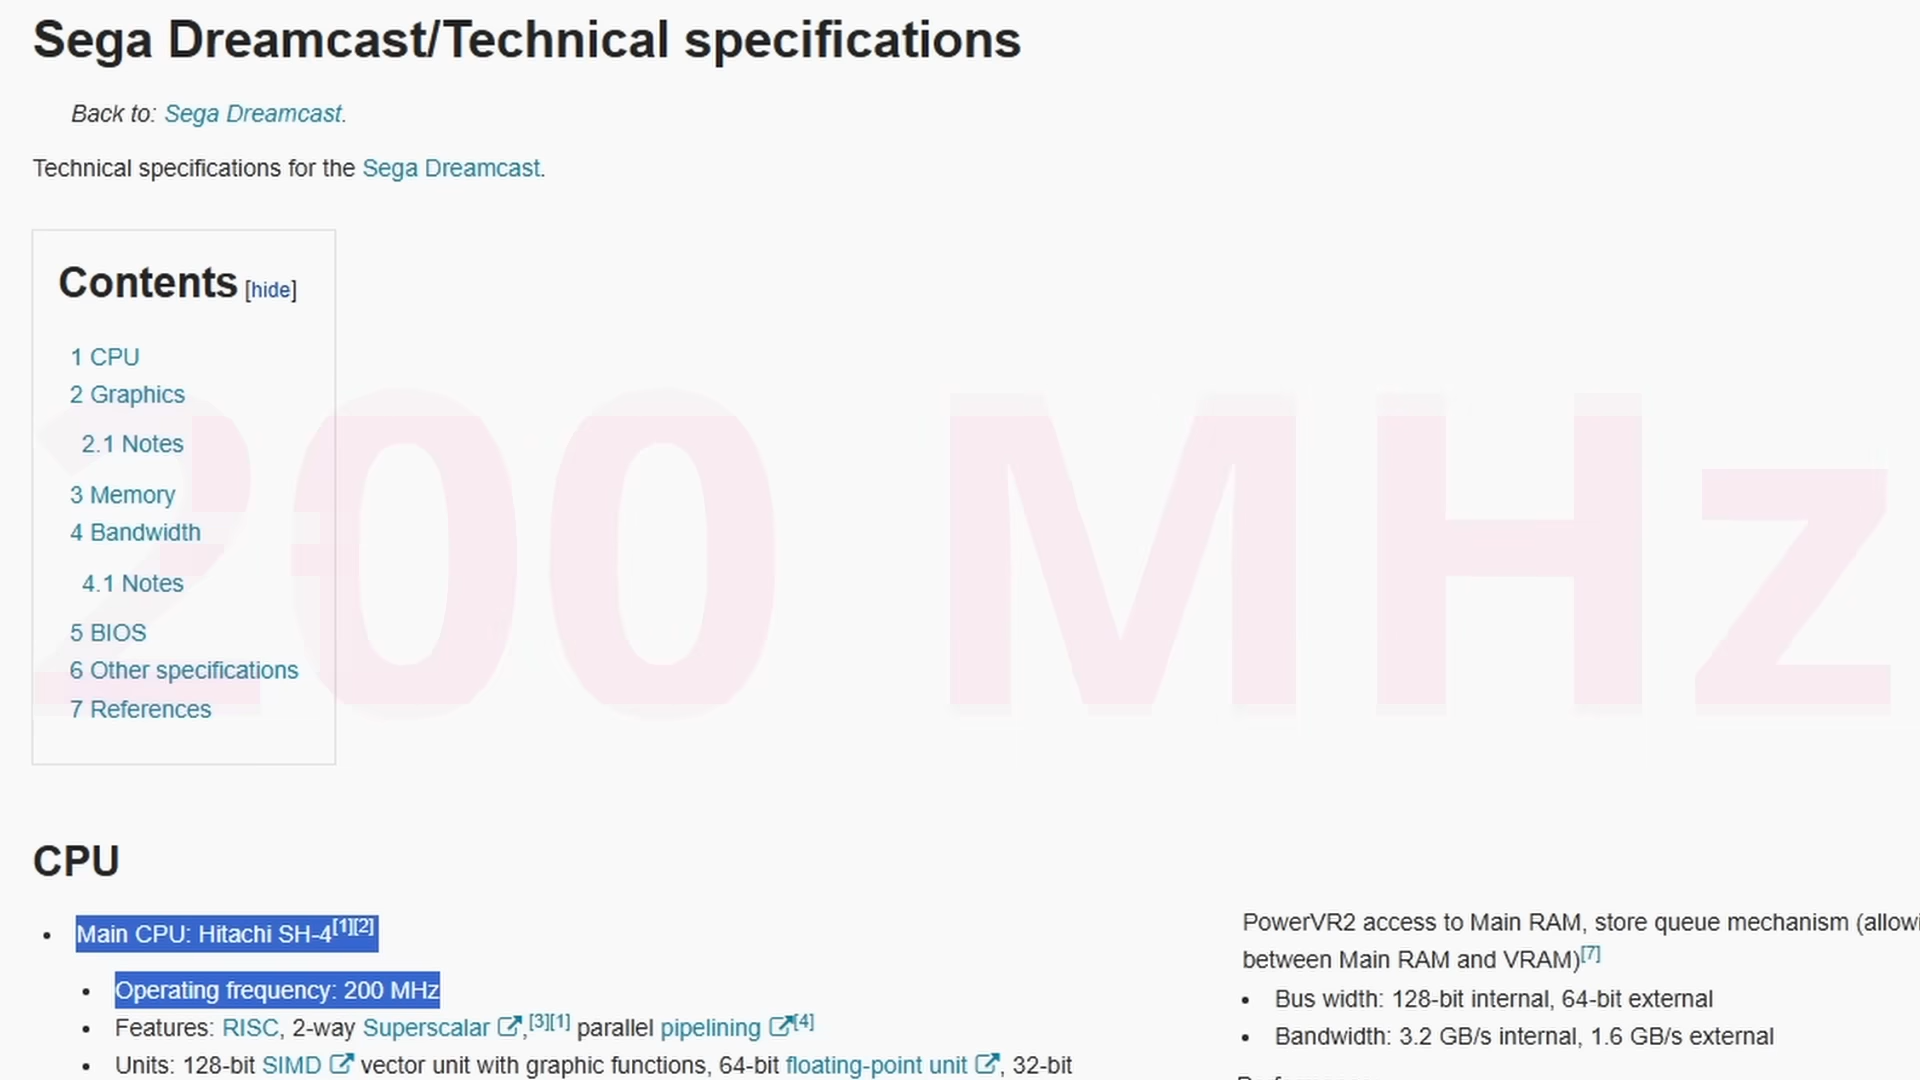 Sega Dreamcast/Technical specifications
Back to: Sega Dreamcast.
Technical specifications for the Sega Dreamcast.
Contents [hide]
1 CPU
2 Graphics
2.1 Notes
3 Memory
4 Bandwidth
4.1 Notes
5 BIOS
6 Other specifications
7 References
200 MHz
CPU
Main CPU: Hitachi SH-4[1][2]
Operating frequency: 200 MHz
Features: RISC, 2-way Superscalar ,[3][1] parallel pipelining [4]
Units: 128-bit SIMD vector unit with graphic functions, 64-bit floating-point unit , 32-bit
PowerVR2 access to Main RAM, store queue mechanism (allowi
between Main RAM and VRAM)[7]
Bus width: 128-bit internal, 64-bit external
Bandwidth: 3.2 GB/s internal, 1.6 GB/s external